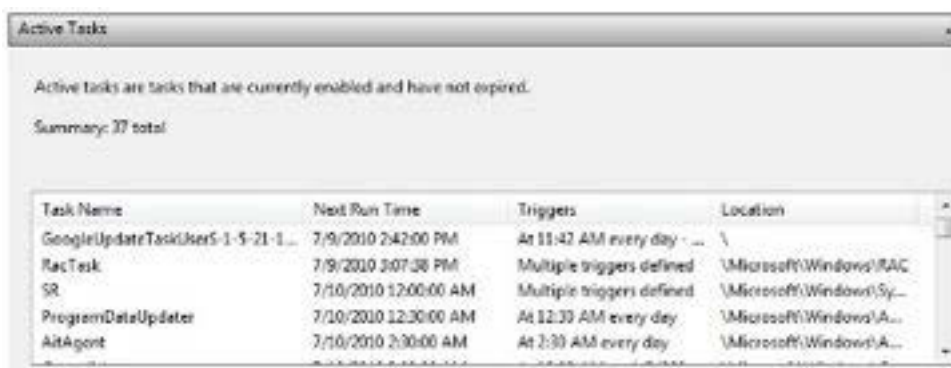 Active Tasks
Active tasks are tasks that are currently enabled and have not expired.
Summary: 37 total
Task Name Next Run Time Triggers Location
GoogleUpdateTaskUserS-1-5-21-1... 7/9/2010 2:42:00 PM At 11:42 AM every day - ... \
RacTask 7/9/2010 3:07:38 PM Multiple triggers defined \Microsoft\Windows\RAC
SR 7/10/2010 12:00:00 AM Multiple triggers defined \Microsoft\Windows\Sy...
ProgramDataUpdater 7/10/2010 12:30:00 AM At 12:30 AM every day \Microsoft\Windows\A...
AitAgent 7/10/2010 2:30:00 AM At 2:30 AM every day \Microsoft\Windows\A...